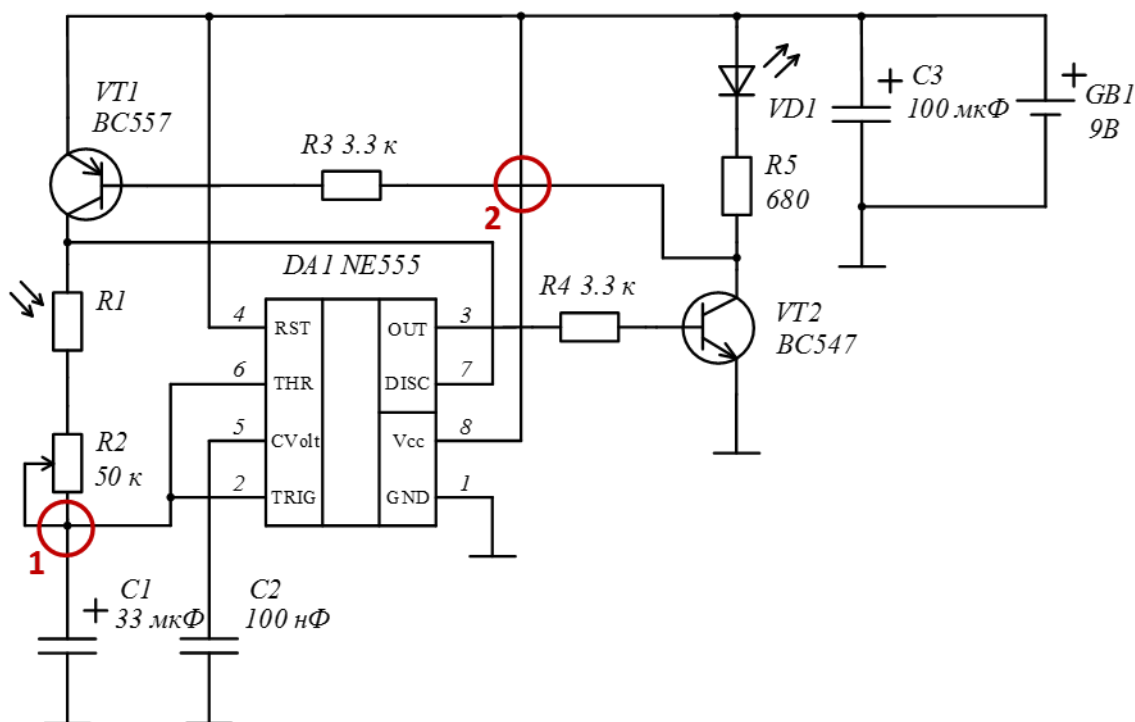 VT1
BC557
R3 3.3 к
2
VD1
R5
680
C3
100 мкФ
GB1
9В
+
+
DA1 NE555
R1
R4 3.3 к
VT2
BC547
4
RST
OUT
3
6
THR
DISC
7
5
CVolt
Vcc
8
2
TRIG
GND
1
R2
50 к
1
C1
33 мкФ
+
C2
100 нФ